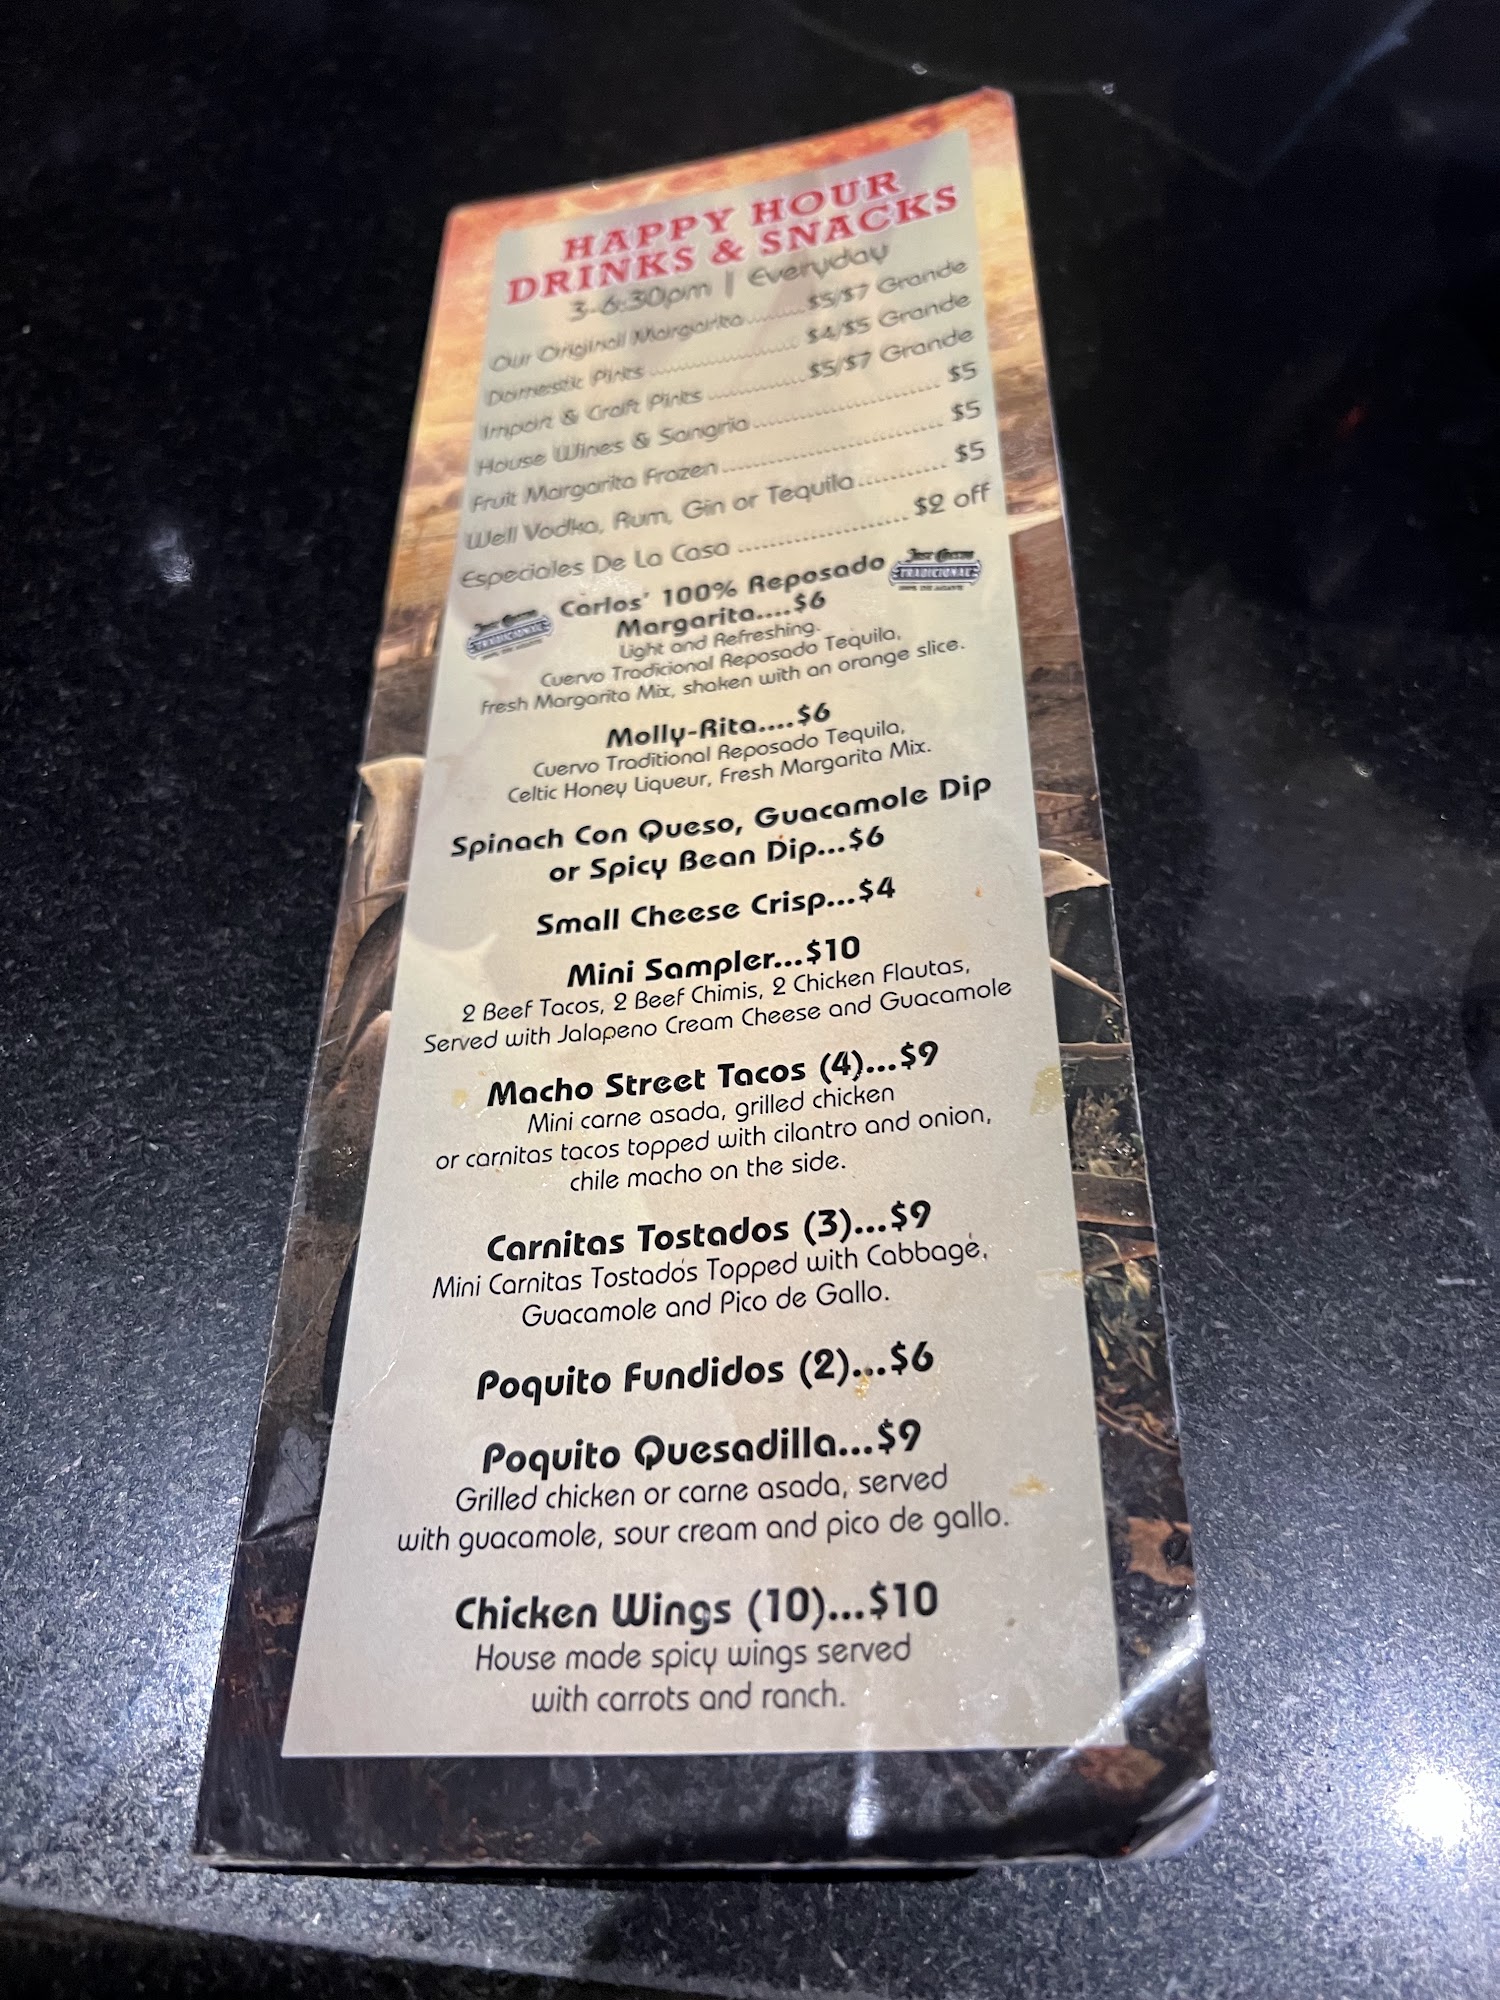 HAPPY HOUR
DRINKS & SNACKS
3-6:30pm | Everyday
Our Original Margarita.........$5/$7 Grande
Domestic Pints.....................$4/$5 Grande
Import & Craft Pints..............$5/$7 Grande
House Wines & Sangria...........................$5
Fruit Margarita Frozen...............................$5
Well Vodka, Rum, Gin or Tequila...........$5
Especiales De La Casa.....................$2 off
Carlos' 100% Reposado
Margarita....$6
Jose Cuervo
TRADICIONAL
Jose Cuervo
TRADICIONAL
Light and Refreshing.
Cuervo Tradicional Reposado Tequila,
fresh Margarita Mix, shaken with an orange slice.
Molly-Rita....$6
Cuervo Traditional Reposado Tequila,
Celtic Honey Liqueur, Fresh Margarita Mix.
Spinach Con Queso, Guacamole Dip
or Spicy Bean Dip...$6
Small Cheese Crisp...$4
Mini Sampler...$10
2 Beef Tacos, 2 Beef Chimis, 2 Chicken Flautas,
Served with Jalapeno Cream Cheese and Guacamole
Macho Street Tacos (4)...$9
Mini carne asada, grilled chicken
or carnitas tacos topped with cilantro and onion,
chile macho on the side.
Carnitas Tostados (3)...$9
Mini Carnitas Tostados Topped with Cabbage,
Guacamole and Pico de Gallo.
Poquito Fundidos (2)...$6
Poquito Quesadilla...$9
Grilled chicken or carne asada, served
with guacamole, sour cream and pico de gallo.
Chicken Wings (10)...$10
House made spicy wings served
with carrots and ranch.